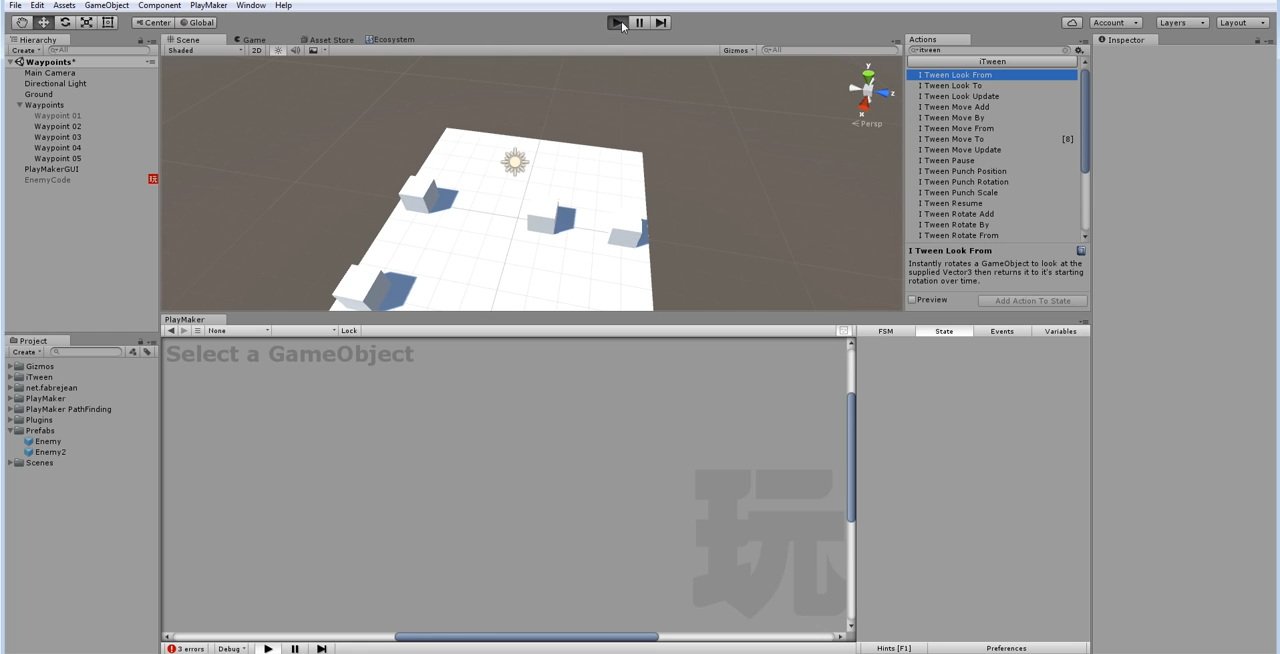 File Edit Assets GameObject Component PlayMaker Window Help
Center Global Account Layers Layout
Hierarchy Scene Game Asset Store Ecosystem Actions Inspector
Create All Shaded 2D Gizmos All itween
Waypoints*
Main Camera
Directional Light
Ground
Waypoints
Waypoint 01
Waypoint 02
Waypoint 03
Waypoint 04
Waypoint 05
PlayMakerGUI
EnemyCode 玩
y
z
x
Persp
iTween
I Tween Look From
I Tween Look To
I Tween Look Update
I Tween Move Add
I Tween Move By
I Tween Move From
I Tween Move To [8]
I Tween Move Update
I Tween Pause
I Tween Punch Position
I Tween Punch Rotation
I Tween Punch Scale
I Tween Resume
I Tween Rotate Add
I Tween Rotate By
I Tween Rotate From
I Tween Look From
Instantly rotates a GameObject to look at the
supplied Vector3 then returns it to it's starting
rotation over time.
Preview Add Action To State
Project
Create
Gizmos
iTween
net.fabrejean
PlayMaker
PlayMaker PathFinding
Plugins
Prefabs
Enemy
Enemy2
Scenes
PlayMaker
None Lock FSM State Events Variables
Select a GameObject
玩
3 errors Debug Hints [F1] Preferences